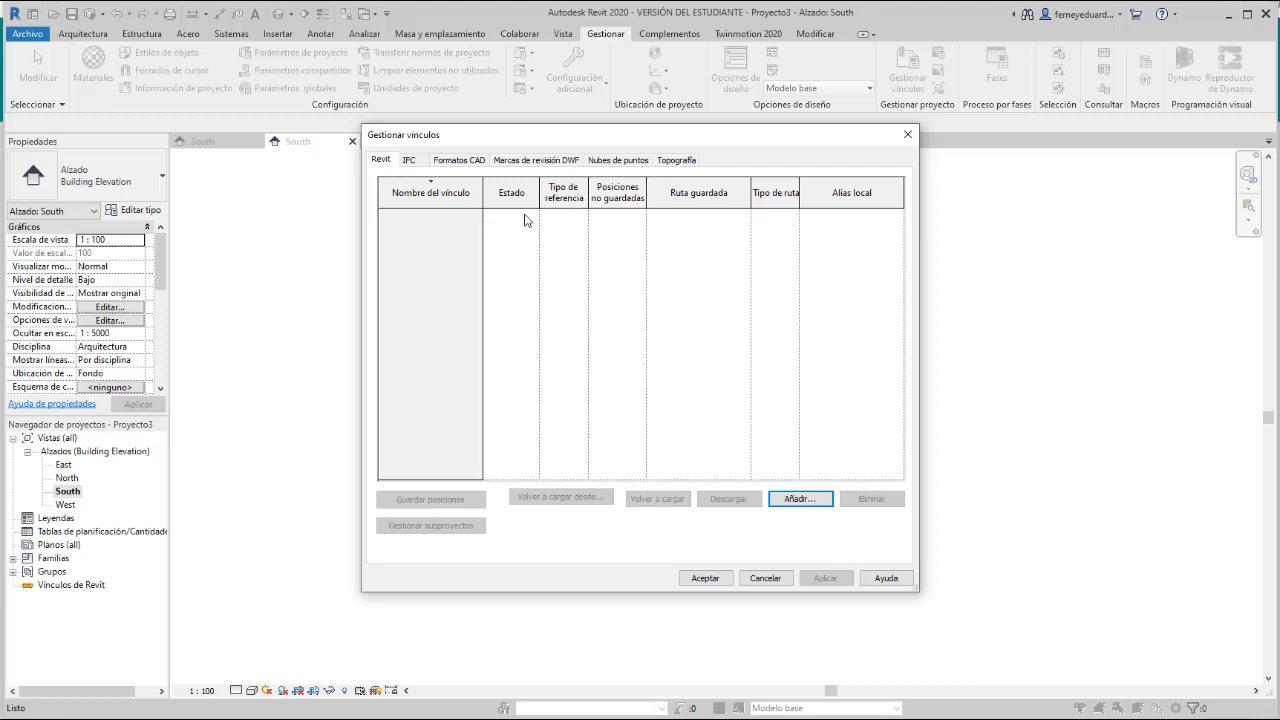 Autodesk Revit 2020 - VERSIÓN DEL ESTUDIANTE - Proyecto3 - Alzado: South
ferneyeduard...
Archivo Arquitectura Estructura Acero Sistemas Insertar Anotar Analizar Masa y emplazamiento Colaborar Vista Gestionar Complementos Twinmotion 2020 Modificar
Modificar
Materiales
Estilos de objeto
Forzados de cursor
Información de proyecto
Parámetros de proyecto
Parámetros compartidos
Parámetros globales
Transferir normas de proyecto
Limpiar elementos no utilizados
Unidades de proyecto
Configuración
adicional
Opciones de
diseño
Modelo base
Gestionar
vínculos
Fases
Dynamo
Reproductor
de Dynamo
Seleccionar Configuración Ubicación de proyecto Opciones de diseño Gestionar proyecto Proceso por fases Selección Consultar Macros Programación visual
Propiedades
South South
Alzado
Building Elevation
Alzado: South Editar tipo
Gráficos
Escala de vista 1 : 100
Valor de escal... 100
Visualizar mo... Normal
Nivel de detalle Bajo
Visibilidad de ... Mostrar original
Modificacion... Editar...
Opciones de v... Editar...
Ocultar en esc... 1 : 5000
Disciplina Arquitectura
Mostrar líneas... Por disciplina
Ubicación de ... Fondo
Esquema de c... <ninguno>
Ayuda de propiedades Aplicar
Navegador de proyectos - Proyecto3
Vistas (all)
Alzados (Building Elevation)
East
North
South
West
Leyendas
Tablas de planificación/Cantidade
Planos (all)
Familias
Grupos
Vínculos de Revit
Gestionar vínculos
Revit IFC Formatos CAD Marcas de revisión DWF Nubes de puntos Topografía
Nombre del vínculo Estado Tipo de referencia Posiciones no guardadas Ruta guardada Tipo de ruta Alias local
Guardar posiciones Volver a cargar desde... Volver a cargar Descargar Añadir... Eliminar
Gestionar subproyectos
Aceptar Cancelar Aplicar Ayuda
1 : 100
Listo :0 Modelo base :0